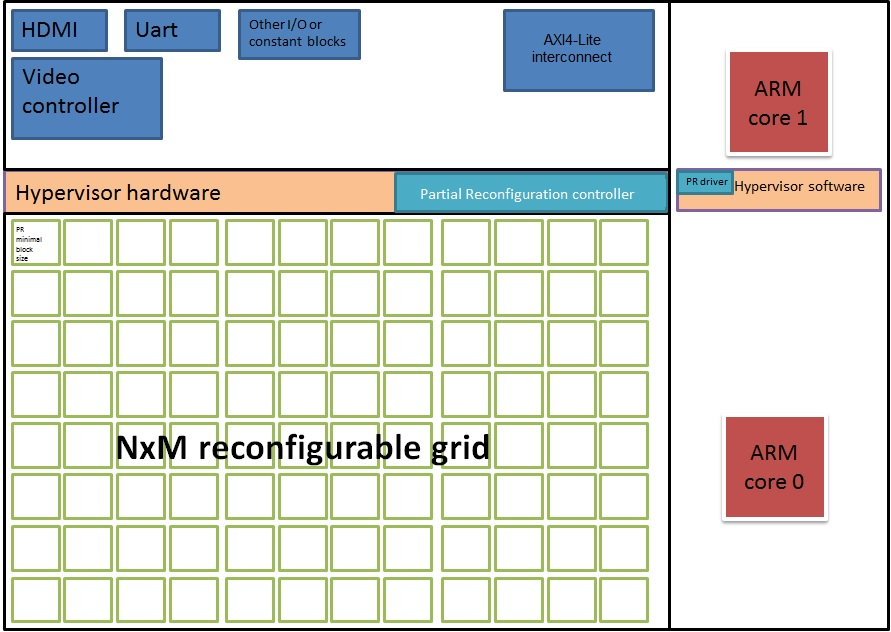 HDMI
Uart
Other I/O or
constant blocks
AXI4-Lite
interconnect
Video
controller
ARM
core 1
Hypervisor hardware
Partial Reconfiguration controller
PR driver
Hypervisor software
PR
minimal
block
size
NxM reconfigurable grid
ARM
core 0